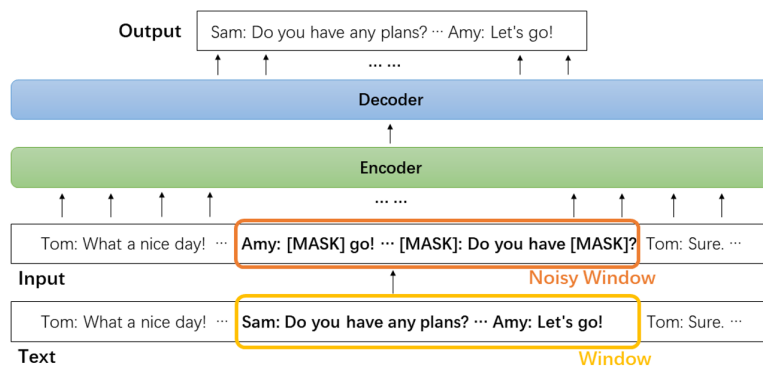 Output
Sam: Do you have any plans? ··· Amy: Let's go!
... ...
Decoder
Encoder
... ...
Tom: What a nice day! ··· Amy: [MASK] go! ··· [MASK]: Do you have [MASK]? Tom: Sure. ···
Input
Noisy Window
Tom: What a nice day! ··· Sam: Do you have any plans? ··· Amy: Let's go! Tom: Sure. ···
Text
Window